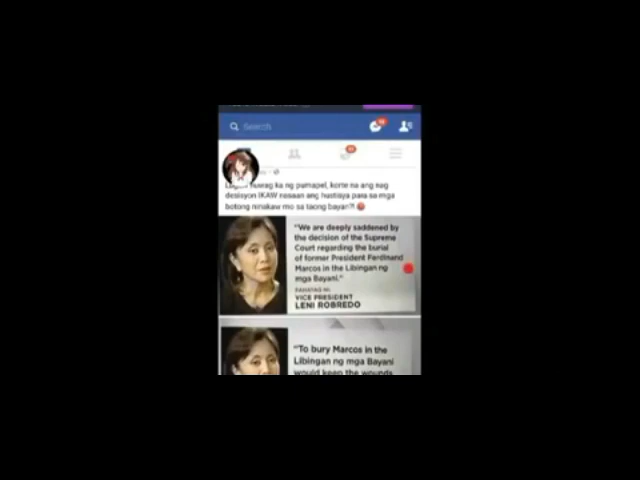 Search
huwag ka ng pumapel, korte na ang nag
desisyon IKAW nasaan ang hustisya para sa mga
botong ninakaw mo sa taong bayan?!
"We are deeply saddened by
the decision of the Supreme
Court regarding the burial
of former President Ferdinand
Marcos in the Libingan ng
mga Bayani."
PAHAYAG NI
VICE PRESIDENT
LENI ROBREDO
"To bury Marcos in the
Libingan ng mga Bayani
would keep the wounds